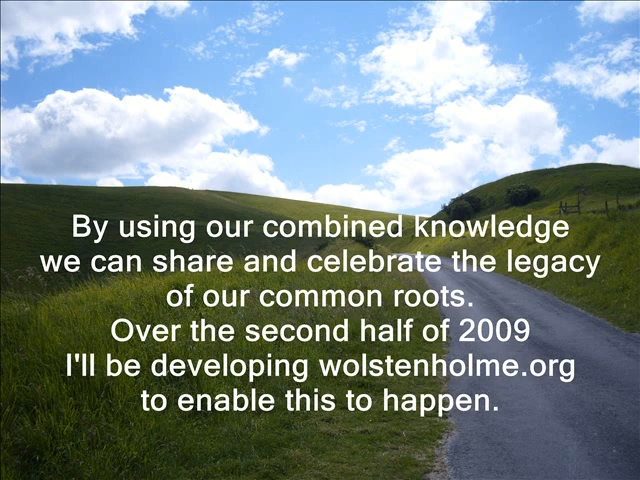 By using our combined knowledge
we can share and celebrate the legacy
of our common roots.
Over the second half of 2009
I'll be developing wolstenholme.org
to enable this to happen.